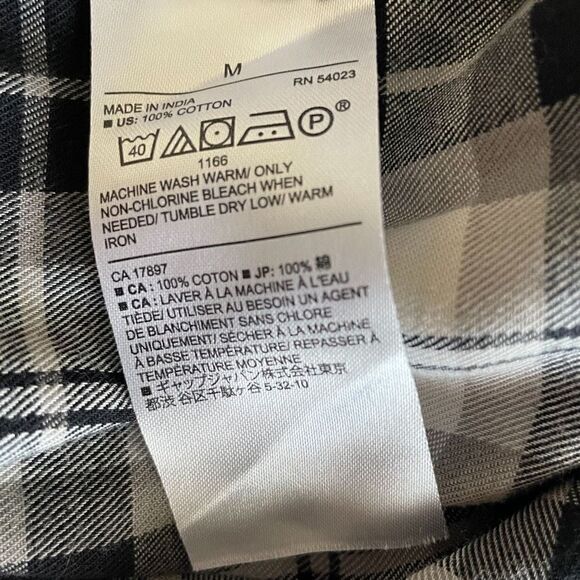 M
RN 54023
MADE IN INDIA
■ US: 100% COTTON
40 P ®
1166
MACHINE WASH WARM/ ONLY
NON-CHLORINE BLEACH WHEN
NEEDED/ TUMBLE DRY LOW/ WARM
IRON
CA 17897
■ CA : 100% COTON ■ JP: 100% 綿
■ CA : LAVER À LA MACHINE À L'EAU
TIÈDE/ UTILISER AU BESOIN UN AGENT
DE BLANCHIMENT SANS CHLORE
UNIQUEMENT/ SÉCHER À LA MACHINE
À BASSE TEMPÉRATURE/ REPASSER À
TEMPÉRATURE MOYENNE
■ ギャップジャパン株式会社東京
都渋谷区千駄ヶ谷 5-32-10